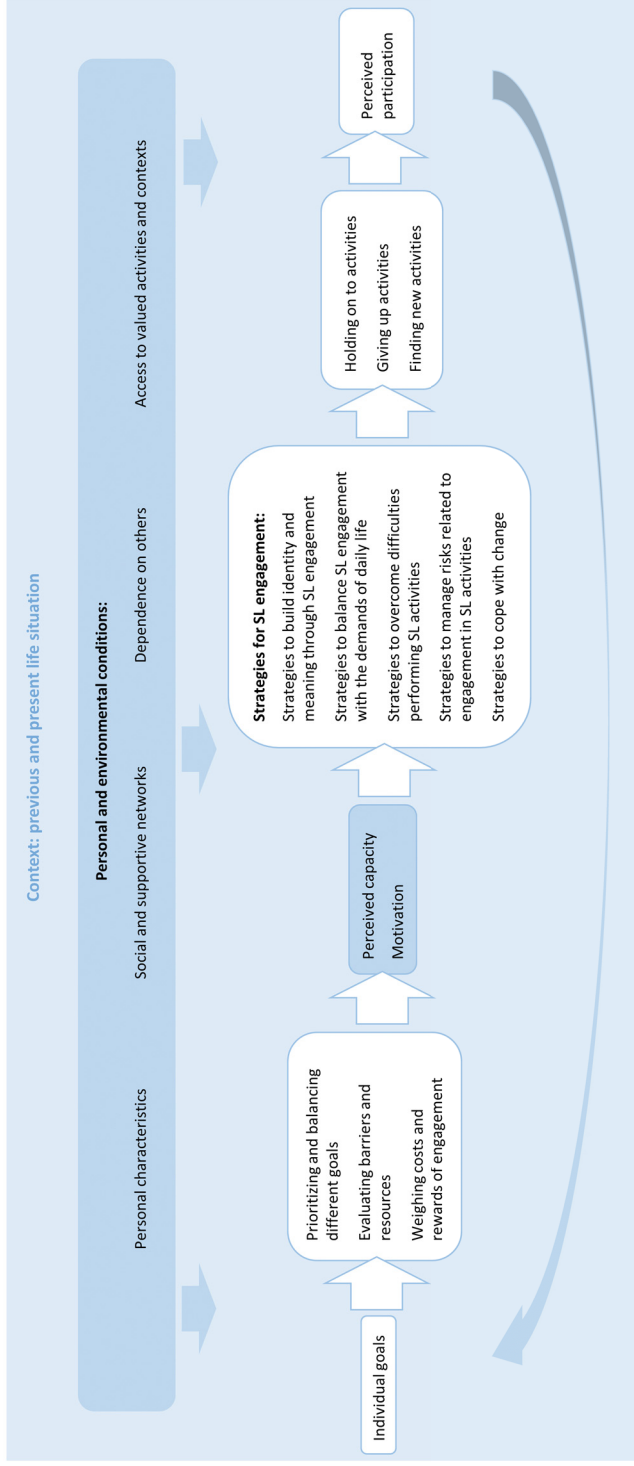 Context: previous and present life situation
Personal and environmental conditions:
Personal characteristics
Social and supportive networks
Dependence on others
Access to valued activities and contexts
Individual goals
Prioritizing and balancing
different goals
Evaluating barriers and
resources
Weighing costs and
rewards of engagement
Perceived capacity
Motivation
Strategies for SL engagement:
Strategies to build identity and
meaning through SL engagement
Strategies to balance SL engagement
with the demands of daily life
Strategies to overcome difficulties
performing SL activities
Strategies to manage risks related to
engagement in SL activities
Strategies to cope with change
Holding on to activities
Giving up activities
Finding new activities
Perceived
participation